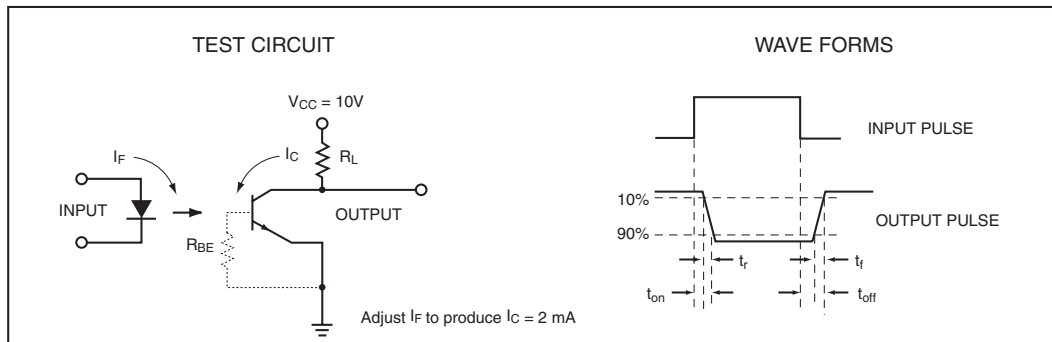 TEST CIRCUIT
WAVE FORMS
VCC = 10V
IF
IC
RL
INPUT
OUTPUT
RBE
Adjust IF to produce IC = 2 mA
INPUT PULSE
10%
OUTPUT PULSE
90%
tr
tf
ton
toff